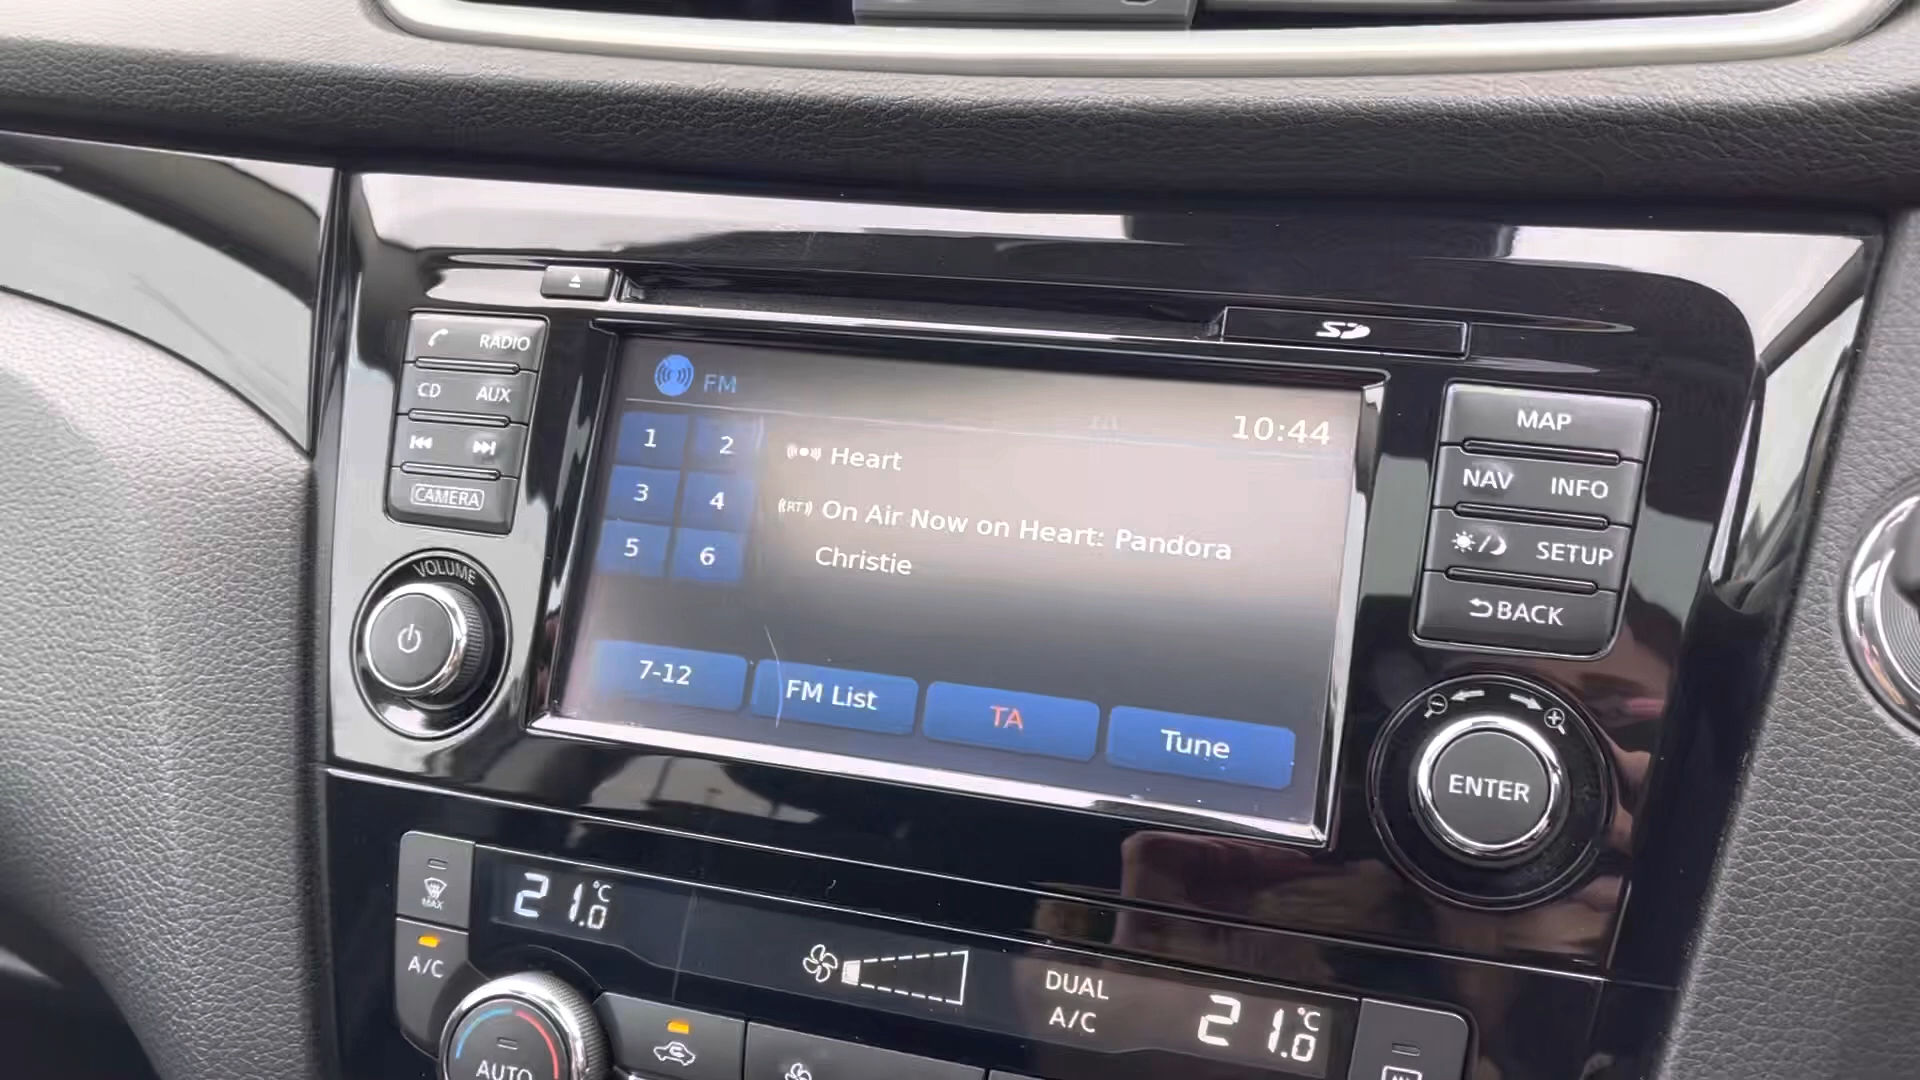 RADIO
CD AUX
CAMERA
VOLUME
SD
FM
10:44
1 2
3 4
5 6
Heart
(RT) On Air Now on Heart: Pandora
Christie
7-12 FM List TA Tune
MAP
NAV INFO
SETUP
BACK
ENTER
MAX
21.0°C
A/C
DUAL
A/C
21.0°C
AUTO